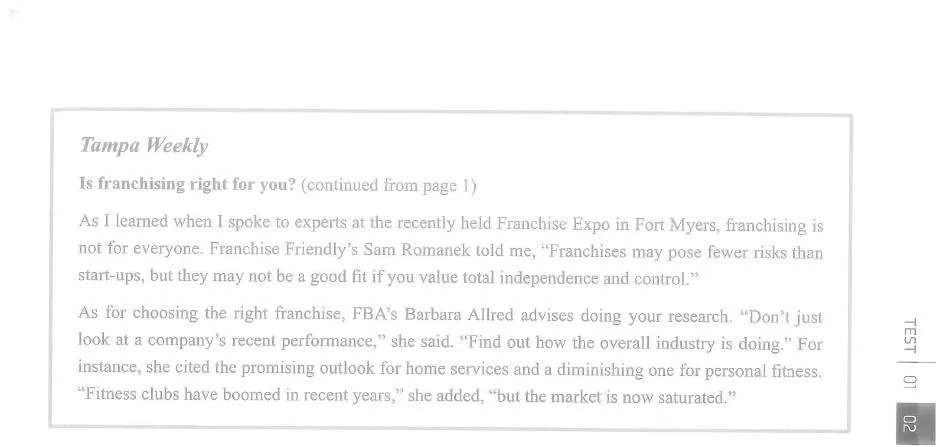 Tampa Weekly
Is franchising right for you? (continued from page 1)
As I learned when I spoke to experts at the recently held Franchise Expo in Fort Myers, franchising is
not for everyone. Franchise Friendly's Sam Romanek told me, “Franchises may pose fewer risks than
start-ups, but they may not be a good fit if you value total independence and control.”
As for choosing the right franchise, FBA's Barbara Allred advises doing your research. “Don't just
look at a company's recent performance,” she said. “Find out how the overall industry is doing.” For
instance, she cited the promising outlook for home services and a diminishing one for personal fitness.
“Fitness clubs have boomed in recent years,” she added, “but the market is now saturated.”
TEST
01
02